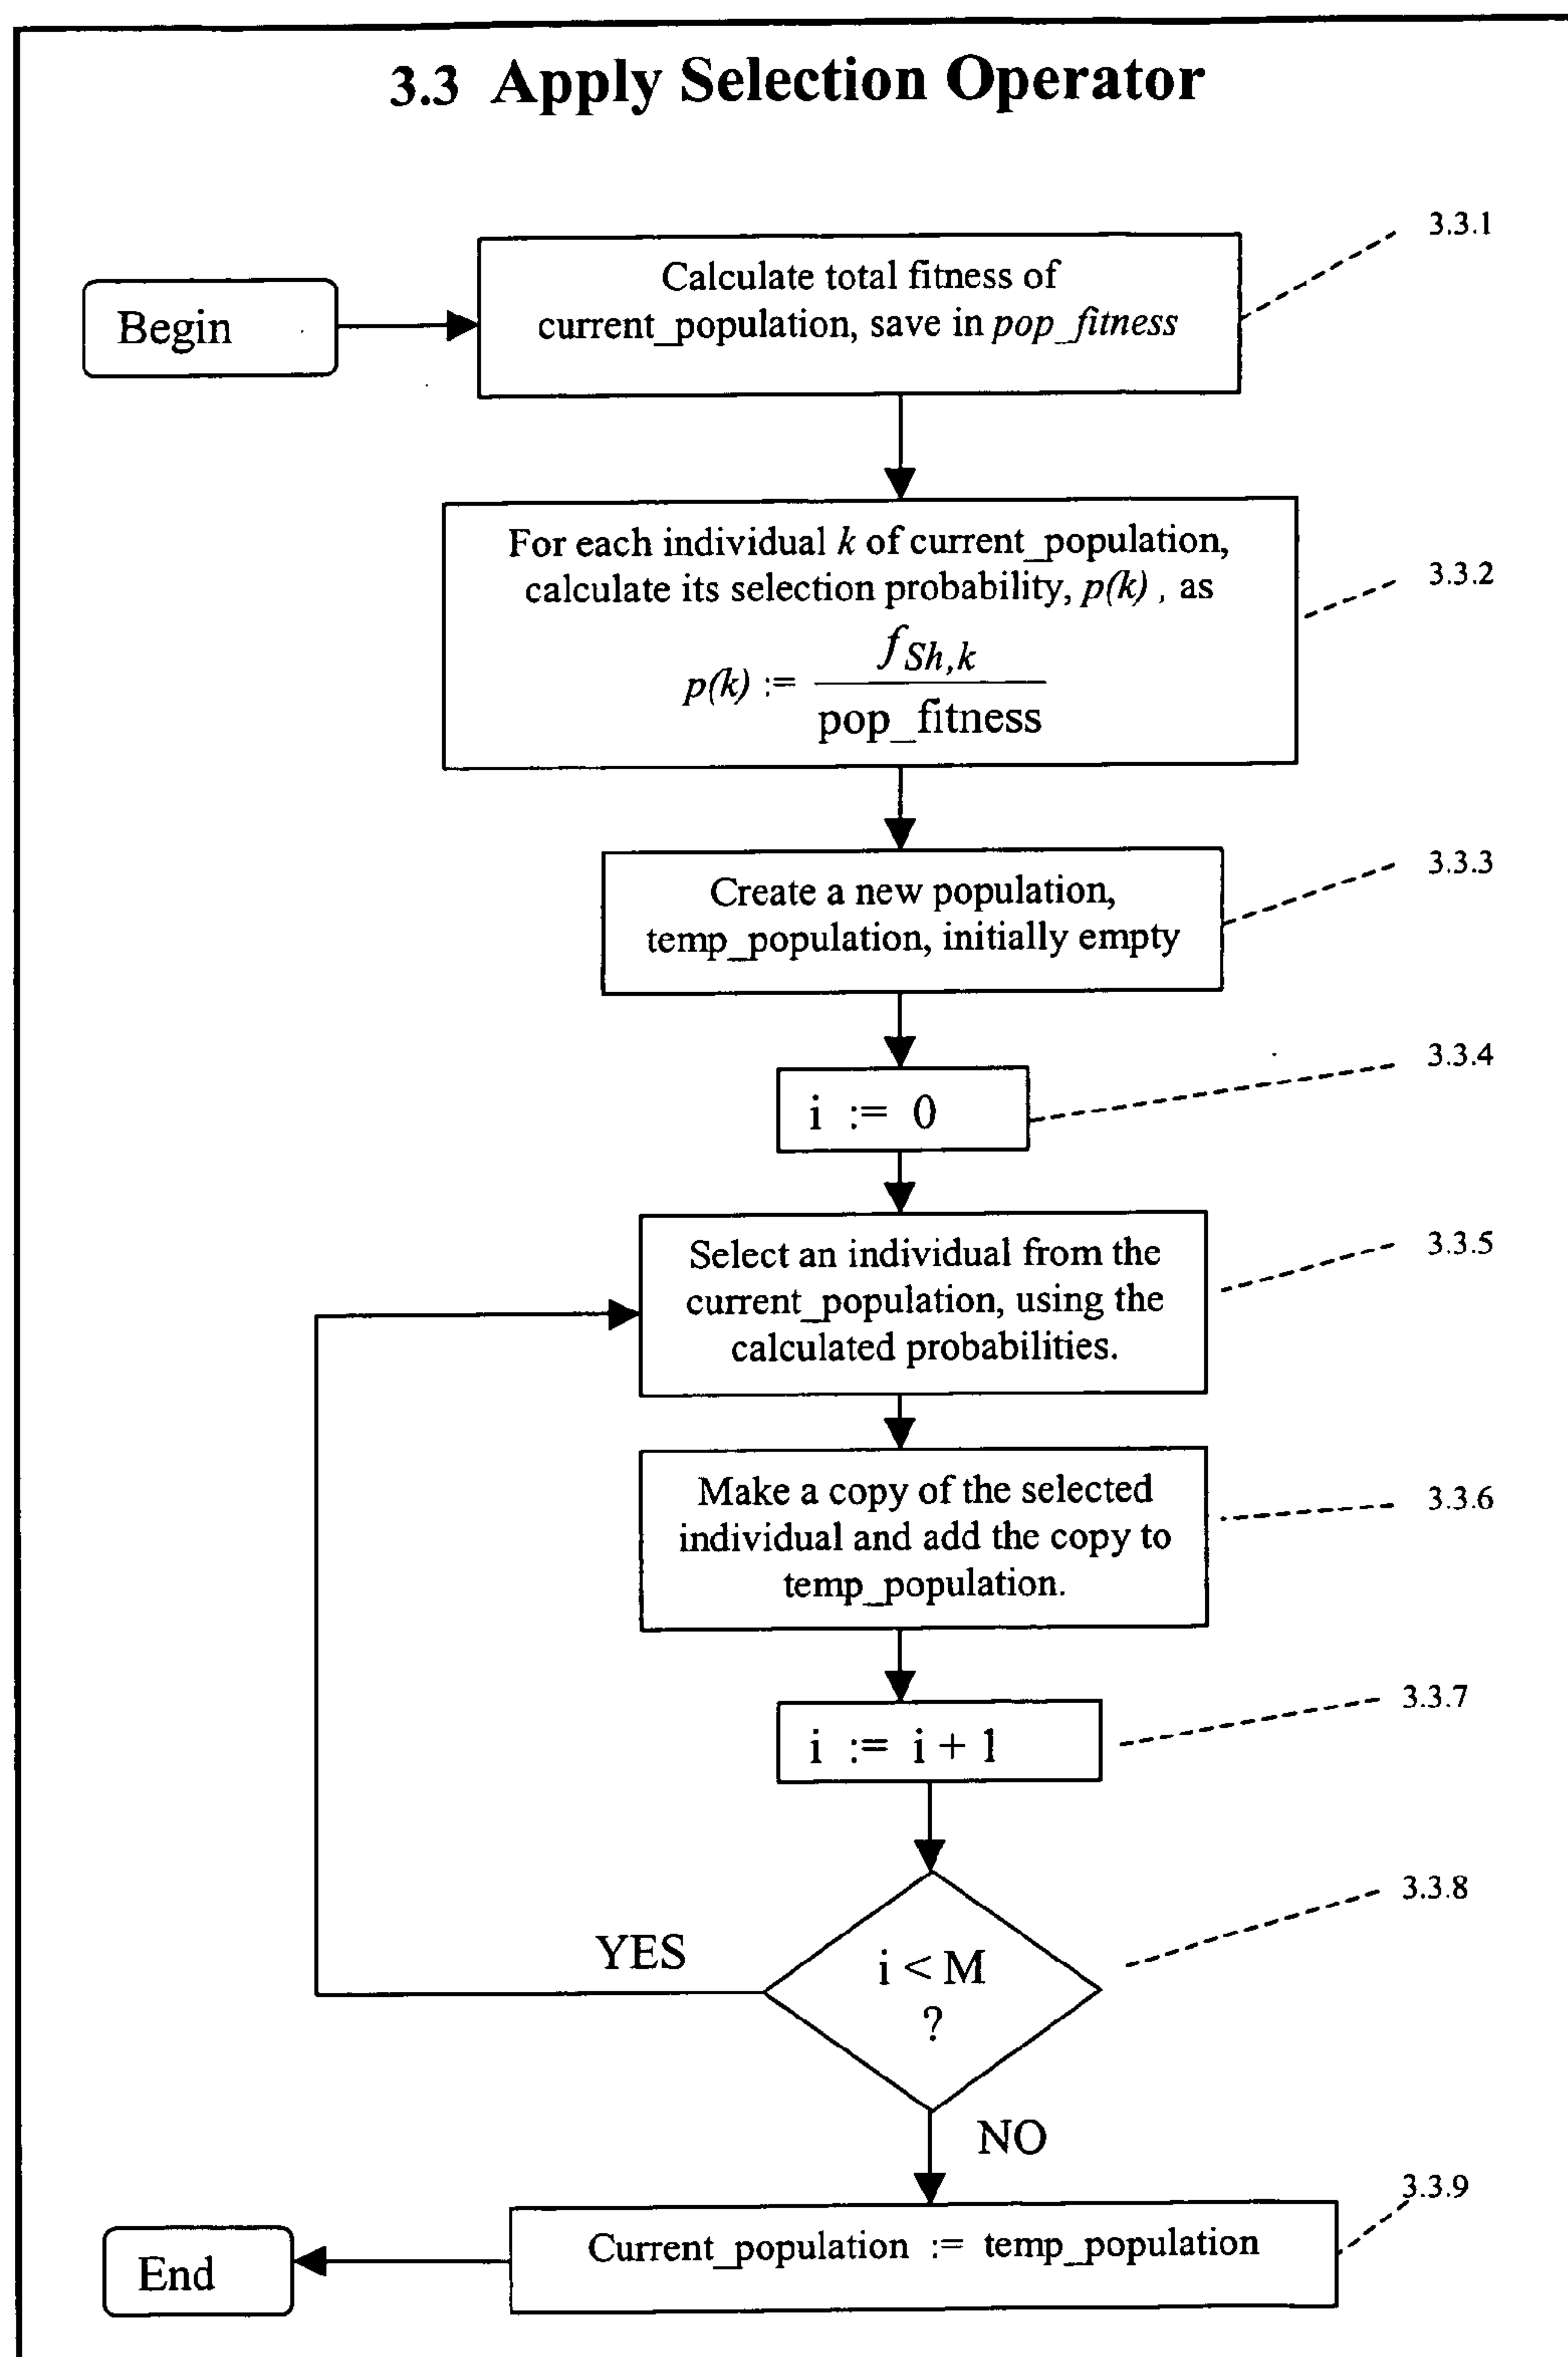 3.3 Apply Selection Operator
3.3.1
Calculate total fitness of
current_population, save in pop_fitness
Begin
For each individual k of current_population,
calculate its selection probability, p(k) , as
p(k) := f Sh,k
pop_fitness
3.3.2
Create a new population,
temp_population, initially empty
3.3.3
i := 0
3.3.4
Select an individual from the
current_population, using the
calculated probabilities.
3.3.5
Make a copy of the selected
individual and add the copy to
temp_population.
3.3.6
i := i + 1
3.3.7
i < M
?
3.3.8
YES
NO
3.3.9
Current_population := temp_population
End